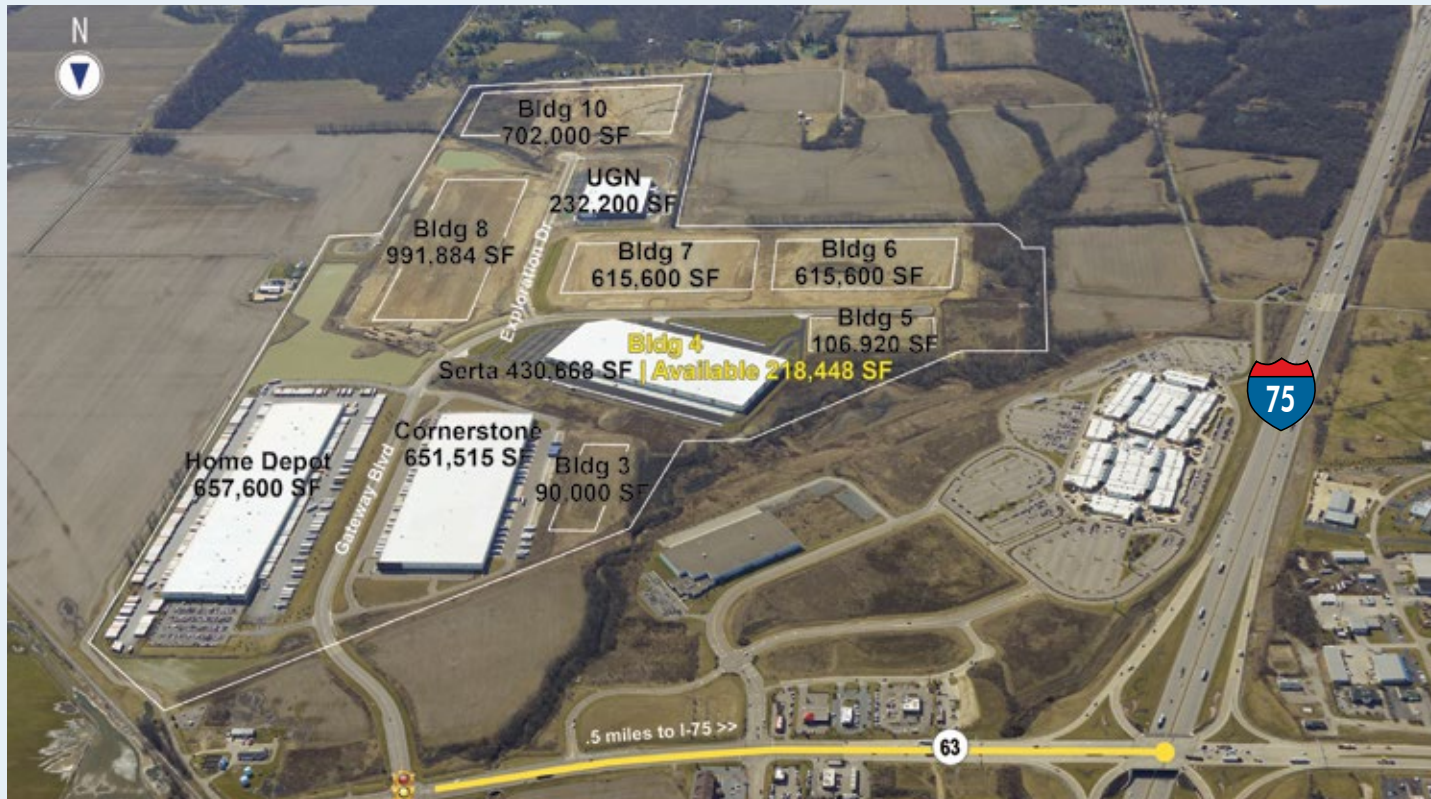 N
Bldg 10
702,000 SF
UGN
232,200 SF
Bldg 8
991,884 SF
Exploration Dr
Bldg 7
615,600 SF
Bldg 6
615,600 SF
Bldg 5
106,920 SF
Bldg 4
Serta 430,668 SF | Available 218,448 SF
75
Home Depot
657,600 SF
Gateway Blvd
Cornerstone
651,515 SF
Bldg 3
90,000 SF
.5 miles to I-75 >>
63